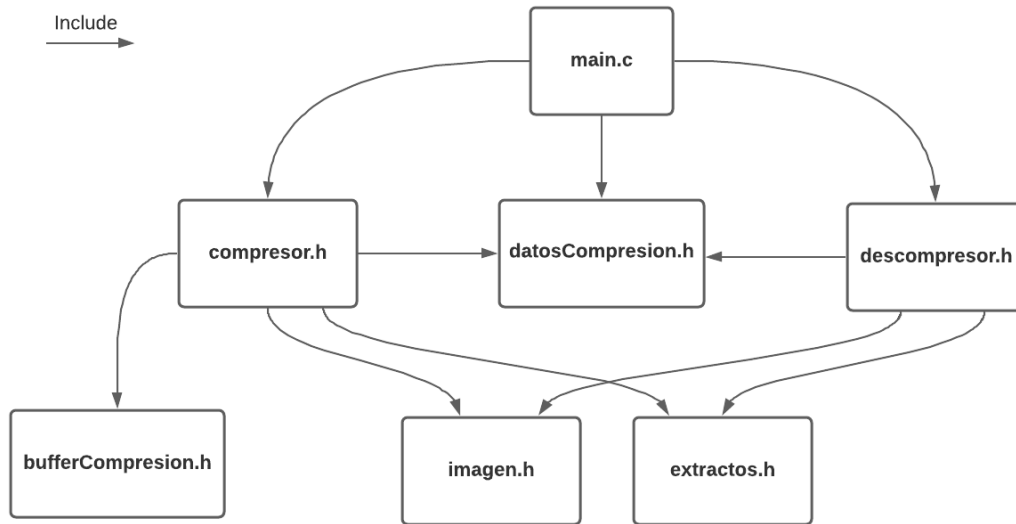 Include
main.c
compresor.h
datosCompresion.h
descompresor.h
bufferCompresion.h
imagen.h
extractos.h